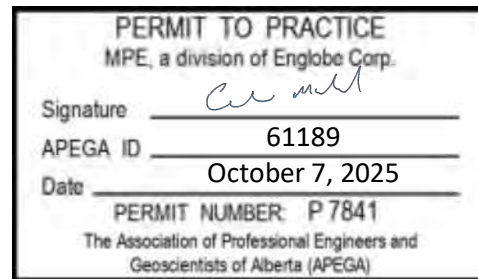 PERMIT TO PRACTICE
MPE, a division of Englobe Corp.
Signature
APEGA ID 61189
Date October 7, 2025
PERMIT NUMBER: P 7841
The Association of Professional Engineers and
Geoscientists of Alberta (APEGA)